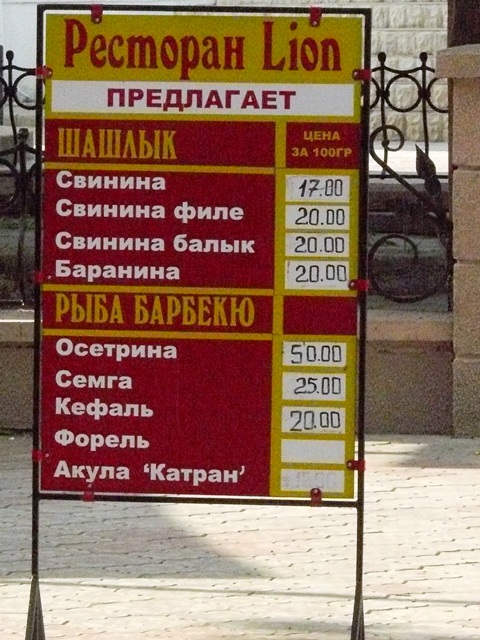 Ресторан Lion
ПРЕДЛАГАЕТ
ШАШЛЫК ЦЕНА ЗА 100ГР
Свинина 17.80
Свинина филе 20.00
Свинина балык 20.00
Баранина 20.00
РЫБА БАРБЕКЮ
Осетрина 50.00
Семга 25.00
Кефаль 20.00
Форель
Акула ‘Катран’